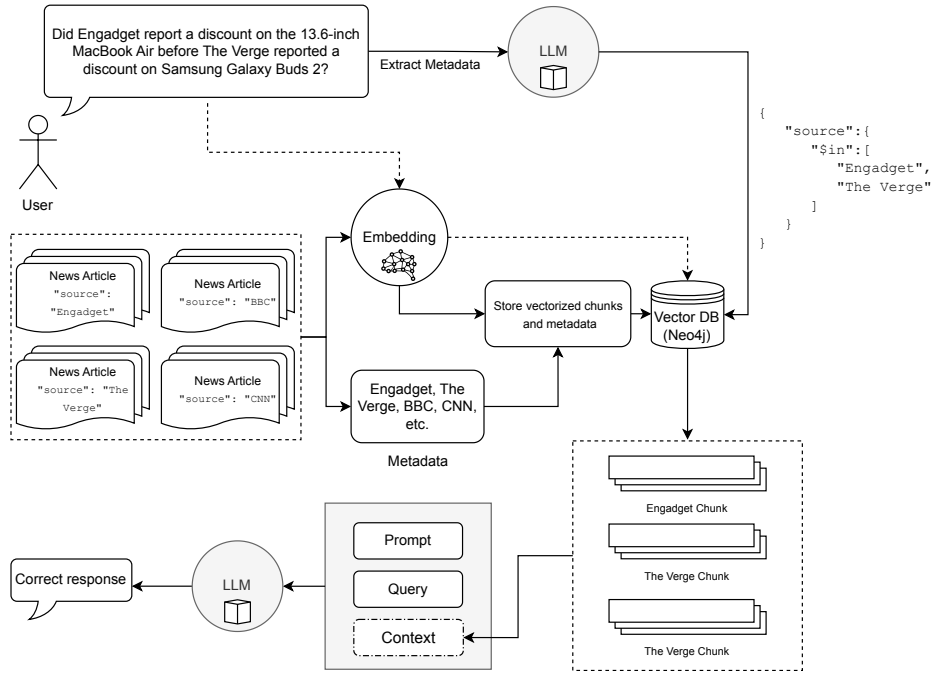 Did Engadget report a discount on the 13.6-inch
MacBook Air before The Verge reported a
discount on Samsung Galaxy Buds 2?
Extract Metadata
LLM
{
"source":{
"$in":[
"Engadget",
"The Verge"
]
}
}
User
Embedding
News Article
"source":
"Engadget"
News Article
"source": "BBC"
News Article
"source": "The
Verge"
News Article
"source": "CNN"
Store vectorized chunks
and metadata
Vector DB
(Neo4j)
Engadget, The
Verge, BBC, CNN,
etc.
Metadata
Engadget Chunk
The Verge Chunk
The Verge Chunk
Prompt
Query
Context
LLM
Correct response